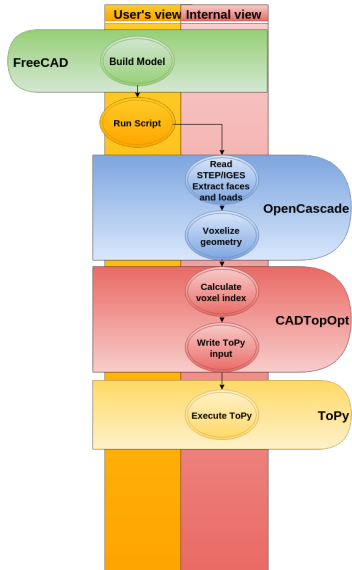 User's view Internal view
FreeCAD
Build Model
Run Script
Read
STEP/IGES
Extract faces
and loads
OpenCascade
Voxelize
geometry
Calculate
voxel index
CADTopOpt
Write ToPy
input
Execute ToPy
ToPy